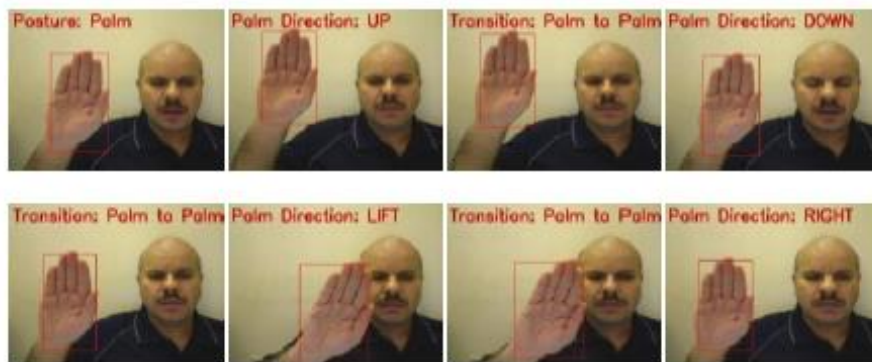 Posture: Palm
Palm Direction: UP
Transition: Palm to Palm
Palm Direction: DOWN
Transition: Palm to Palm
Palm Direction: LIFT
Transition: Palm to Palm
Palm Direction: RIGHT